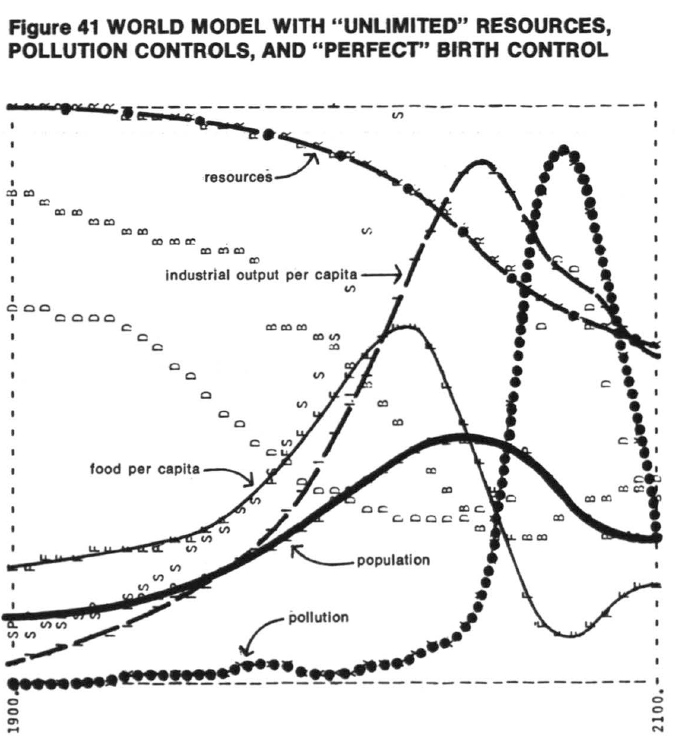 Figure 41 WORLD MODEL WITH “UNLIMITED” RESOURCES,
POLLUTION CONTROLS, AND “PERFECT” BIRTH CONTROL
resources
industrial output per capita
food per capita
population
pollution
1900.
2100.